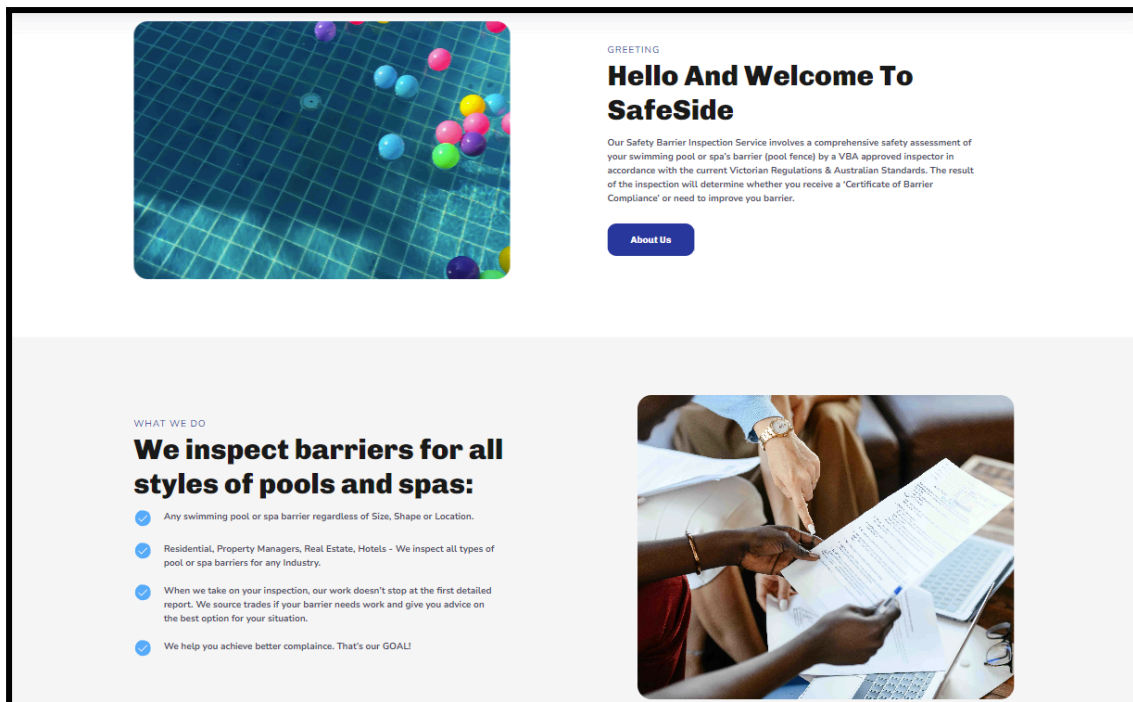 GREETING
Hello And Welcome To
SafeSide
Our Safety Barrier Inspection Service involves a comprehensive safety assessment of
your swimming pool or spa's barrier (pool fence) by a VBA approved inspector in
accordance with the current Victorian Regulations & Australian Standards. The result
of the inspection will determine whether you receive a ‘Certificate of Barrier
Compliance’ or need to improve you barrier.
About Us
WHAT WE DO
We inspect barriers for all
styles of pools and spas:
Any swimming pool or spa barrier regardless of Size, Shape or Location.
Residential, Property Managers, Real Estate, Hotels - We inspect all types of
pool or spa barriers for any Industry.
When we take on your inspection, our work doesn't stop at the first detailed
report. We source trades if your barrier needs work and give you advice on
the best option for your situation.
We help you achieve better complaince. That's our GOAL!